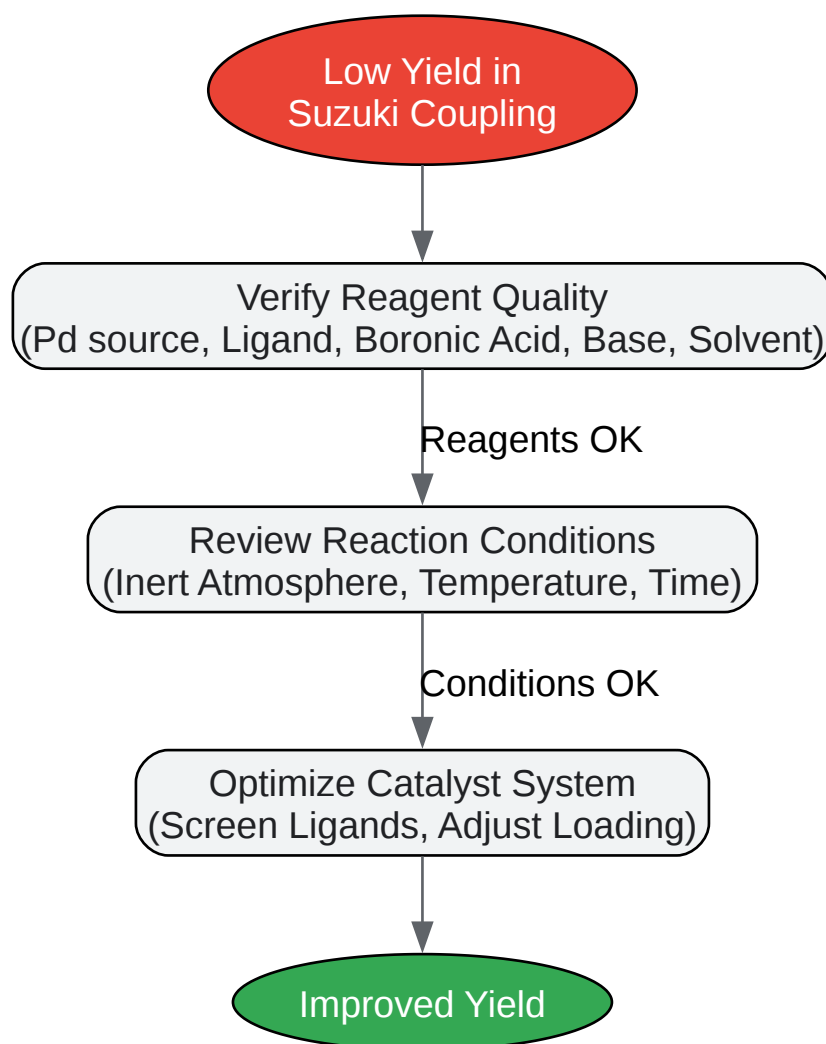 Low Yield in
Suzuki Coupling
Verify Reagent Quality
(Pd source, Ligand, Boronic Acid, Base, Solvent)
Reagents OK
Review Reaction Conditions
(Inert Atmosphere, Temperature, Time)
Conditions OK
Optimize Catalyst System
(Screen Ligands, Adjust Loading)
Improved Yield